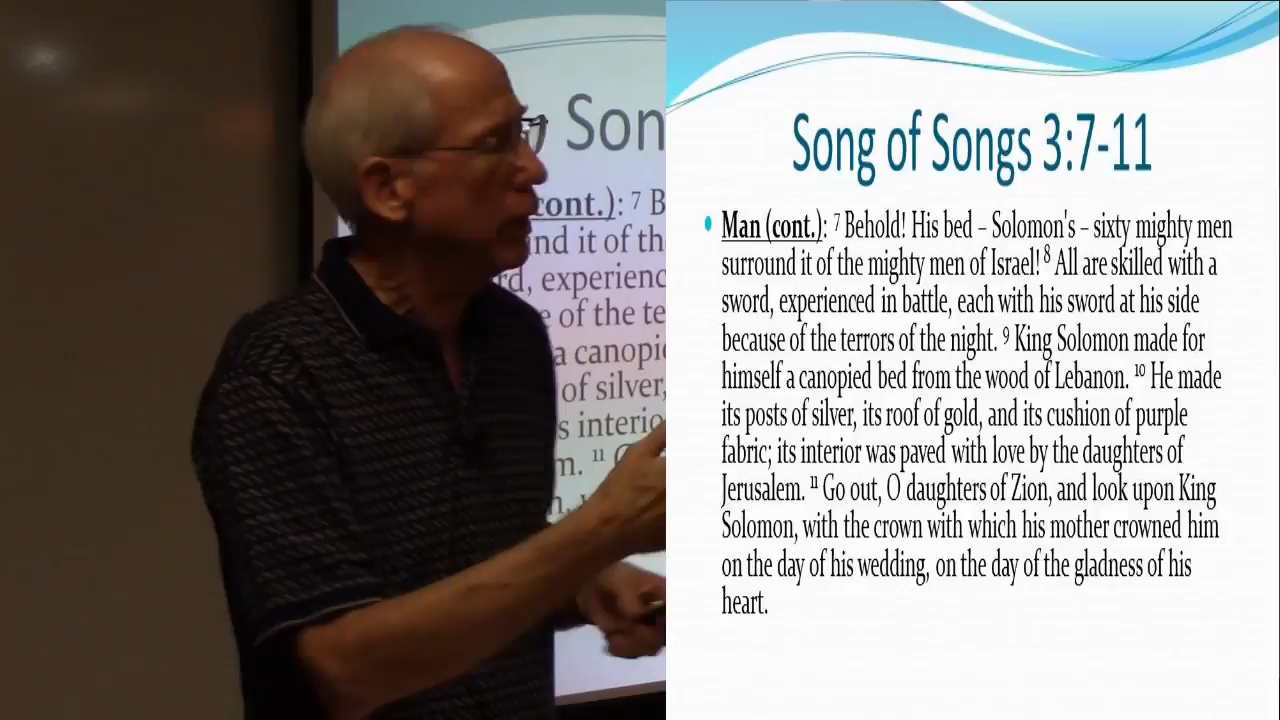 Son
cont.): ⁷ B
ind it of th
rd, experienc
e of the te
a canopie
of silver,
s interio
m. ¹¹
Song of Songs 3:7-11
• Man (cont.): ⁷ Behold! His bed – Solomon's – sixty mighty men
surround it of the mighty men of Israel! ⁸ All are skilled with a
sword, experienced in battle, each with his sword at his side
because of the terrors of the night. ⁹ King Solomon made for
himself a canopied bed from the wood of Lebanon. ¹⁰ He made
its posts of silver, its roof of gold, and its cushion of purple
fabric; its interior was paved with love by the daughters of
Jerusalem. ¹¹ Go out, O daughters of Zion, and look upon King
Solomon, with the crown with which his mother crowned him
on the day of his wedding, on the day of the gladness of his
heart.